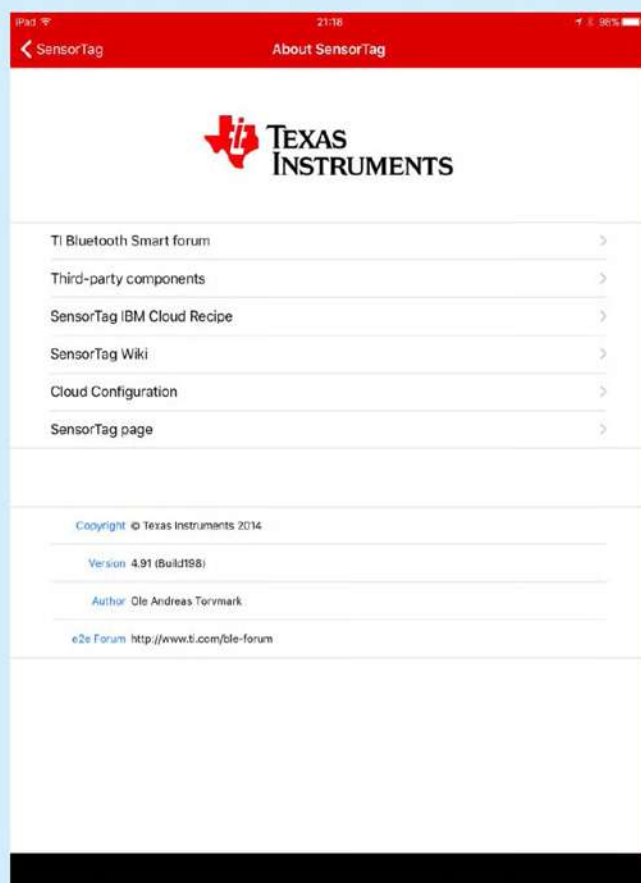 iPad 21:18 98%
SensorTag About SensorTag
TEXAS
INSTRUMENTS
TI Bluetooth Smart forum
Third-party components
SensorTag IBM Cloud Recipe
SensorTag Wiki
Cloud Configuration
SensorTag page
Copyright © Texas Instruments 2014
Version 4.91 (Build198)
Author Ole Andreas Torvmark
e2e Forum http://www.ti.com/ble-forum